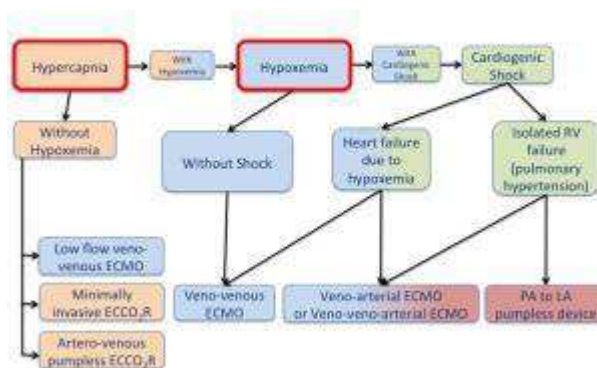 Hypercapnia
With
Hypoxemia
Hypoxemia
With
Cardiogenic
Shock
Cardiogenic
Shock
Without
Hypoxemia
Without Shock
Heart failure
due to
hypoxemia
Isolated RV
failure
(pulmonary
hypertension)
Low flow veno-
venous ECMO
Minimally
invasive ECCO₂R
Artero-venous
pumpless ECCO₂R
Veno-venous
ECMO
Veno-arterial ECMO
or Veno-veno-arterial ECMO
PA to LA
pumpless device